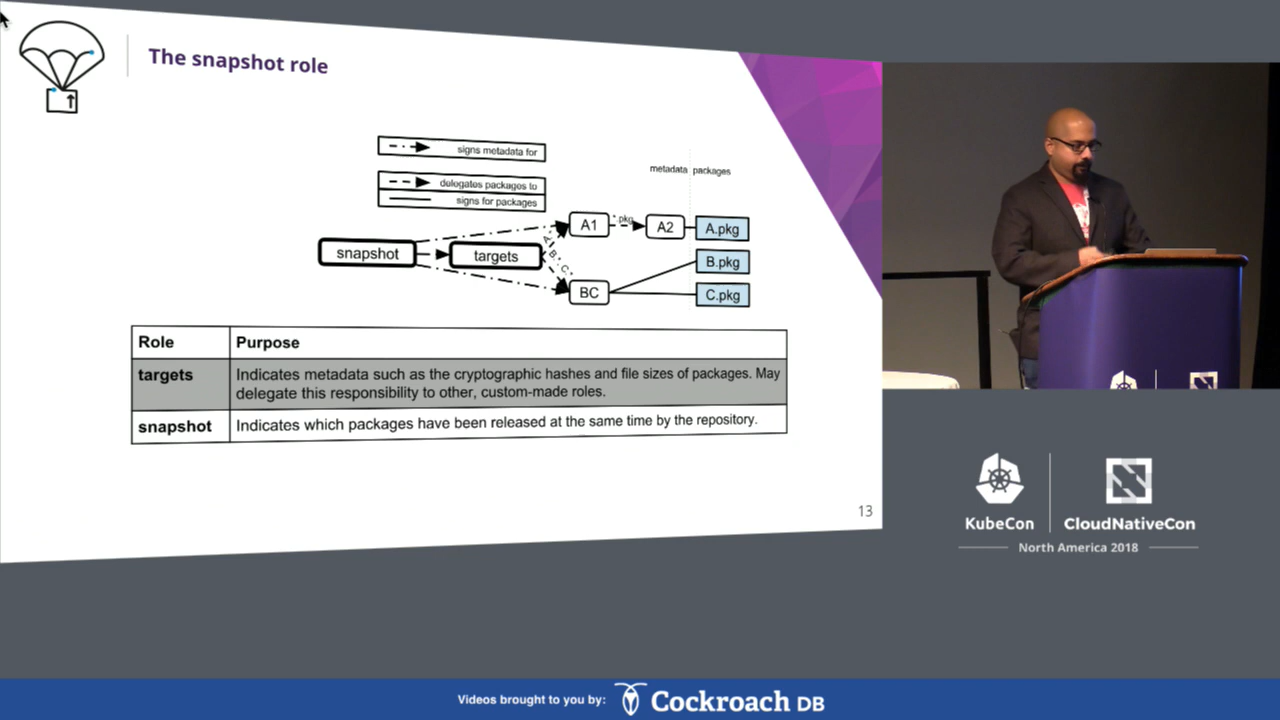 The snapshot role
signs metadata for
delegates packages to
signs for packages
metadata packages
snapshot
targets
A1
*.pkg
A2
A.pkg
B.pkg
BC
C.pkg
Role Purpose
targets Indicates metadata such as the cryptographic hashes and file sizes of packages. May
delegate this responsibility to other, custom-made roles.
snapshot Indicates which packages have been released at the same time by the repository.
13
KubeCon CloudNativeCon
North America 2018
Videos brought to you by: Cockroach DB